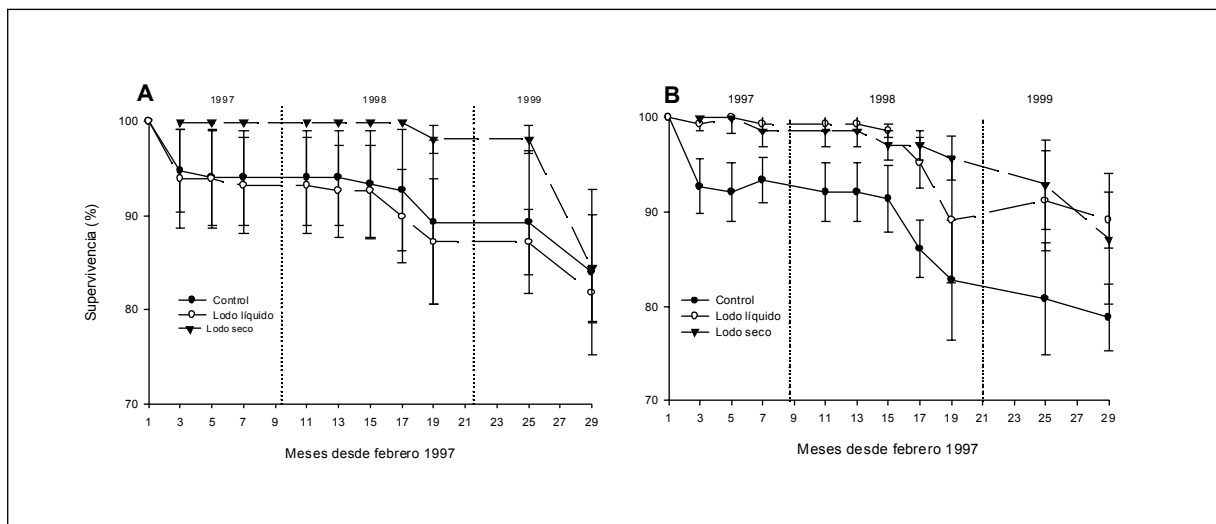 A
1997 1998 1999
100
90
80
70
Supervivencia (%)
Control
Lodo líquido
Lodo seco
1 3 5 7 9 11 13 15 17 19 21 23 25 27 29
Meses desde febrero 1997
B
1997 1998 1999
100
90
80
70
Control
Lodo líquido
Lodo seco
1 3 5 7 9 11 13 15 17 19 21 23 25 27 29
Meses desde febrero 1997